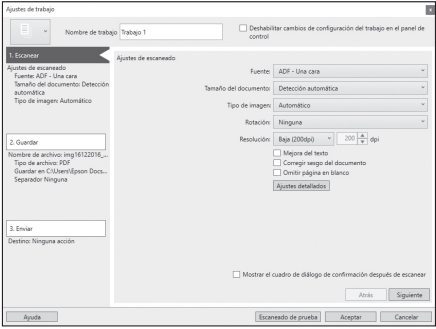 Ajustes de trabajo
Nombre de trabajo Trabajo 1
Deshabilitar cambios de configuración del trabajo en el panel de
control
1. Escanear
Ajustes de escaneado
Fuente: ADF - Una cara
Tamaño del documento: Detección
automática
Tipo de imagen: Automático
2. Guardar
Nombre de archivo: img16122016_...
Tipo de archivo: PDF
Guardar en C:\Users\Epson Docs...
Separador Ninguna
3. Enviar
Destino: Ninguna acción
Ajustes de escaneado
Fuente: ADF - Una cara
Tamaño del documento: Detección automática
Tipo de imagen: Automático
Rotación: Ninguna
Resolución: Baja (200dpi) 200 dpi
Mejora del texto
Corregir sesgo del documento
Omitir página en blanco
Ajustes detallados
Mostrar el cuadro de diálogo de confirmación después de escanear
Atrás Siguiente
Ayuda Escaneado de prueba Aceptar Cancelar